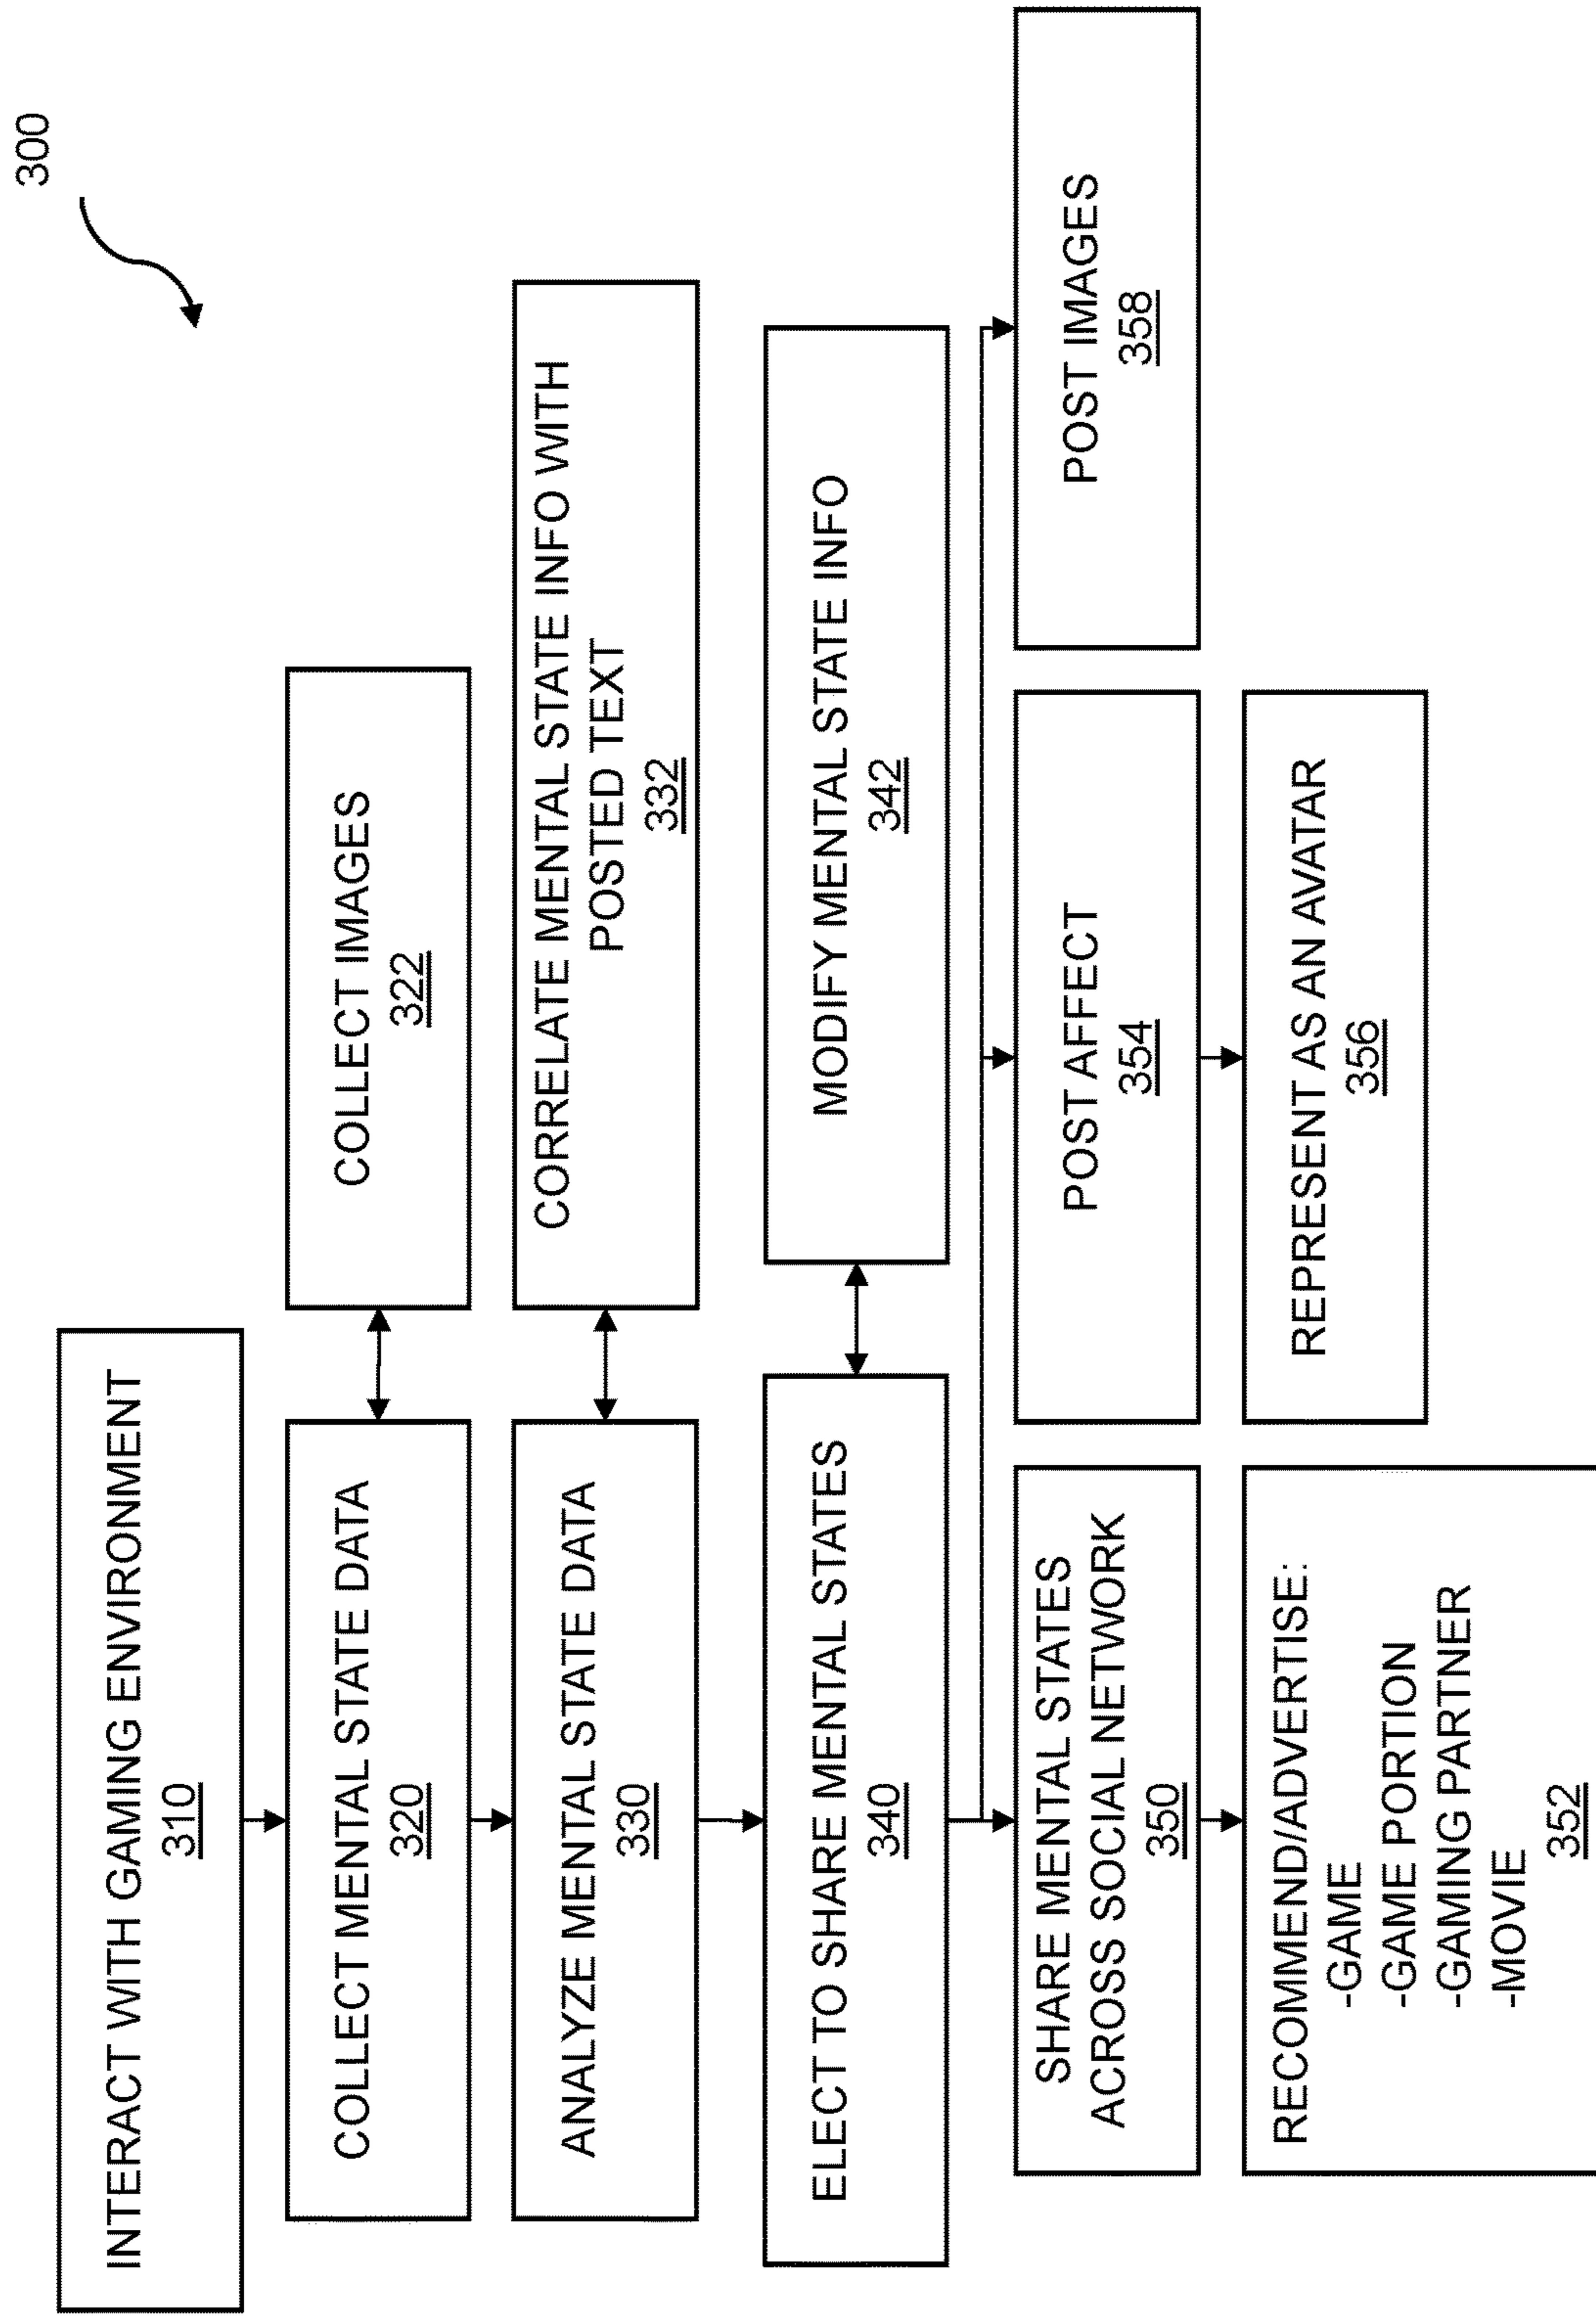 300
INTERACT WITH GAMING ENVIRONMENT
310
COLLECT MENTAL STATE DATA
320
COLLECT IMAGES
322
ANALYZE MENTAL STATE DATA
330
CORRELATE MENTAL STATE INFO WITH
POSTED TEXT
332
ELECT TO SHARE MENTAL STATES
340
MODIFY MENTAL STATE INFO
342
SHARE MENTAL STATES
ACROSS SOCIAL NETWORK
350
POST AFFECT
354
POST IMAGES
358
RECOMMEND/ADVERTISE:
-GAME
-GAME PORTION
-GAMING PARTNER
-MOVIE
352
REPRESENT AS AN AVATAR
356